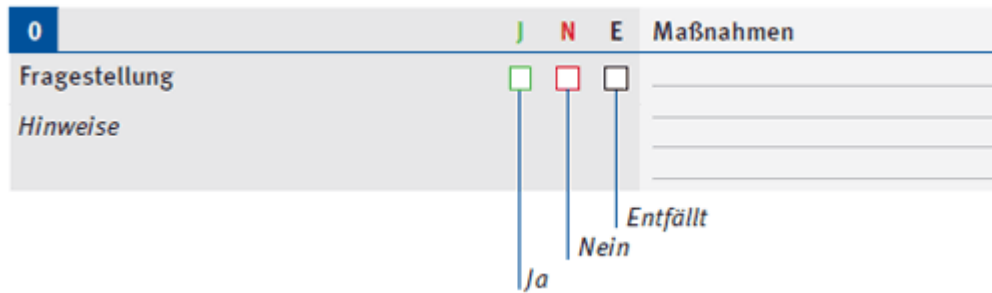 0 J N E Maßnahmen
Fragestellung
Hinweise
Entfällt
Nein
Ja